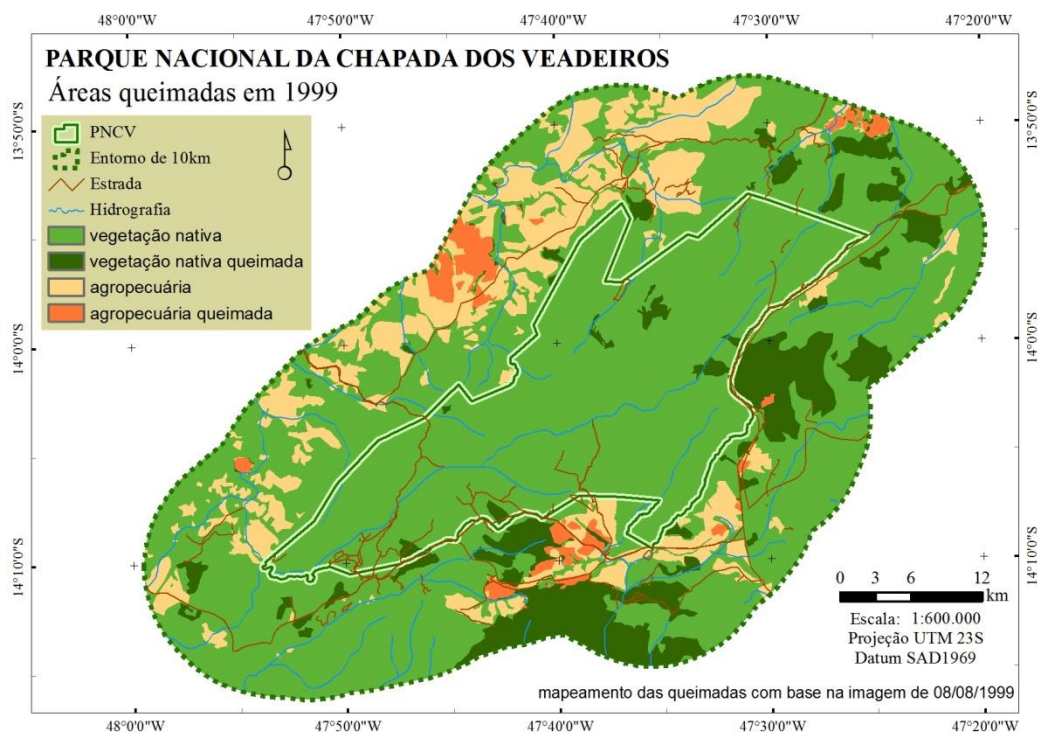 48°0'0"W 47°50'0"W 47°40'0"W 47°30'0"W 47°20'0"W
PARQUE NACIONAL DA CHAPADA DOS VEADEIROS
Áreas queimadas em 1999
PNCV
Entorno de 10km
Estrada
Hidrografia
vegetação nativa
vegetação nativa queimada
agropecuária
agropecuária queimada
13°50'0"S
14°0'0"S
14°10'0"S
13°50'0"S
14°0'0"S
14°10'0"S
0 3 6 12
km
Escala: 1:600.000
Projeção UTM 23S
Datum SAD1969
mapeamento das queimadas com base na imagem de 08/08/1999
48°0'0"W 47°50'0"W 47°40'0"W 47°30'0"W 47°20'0"W